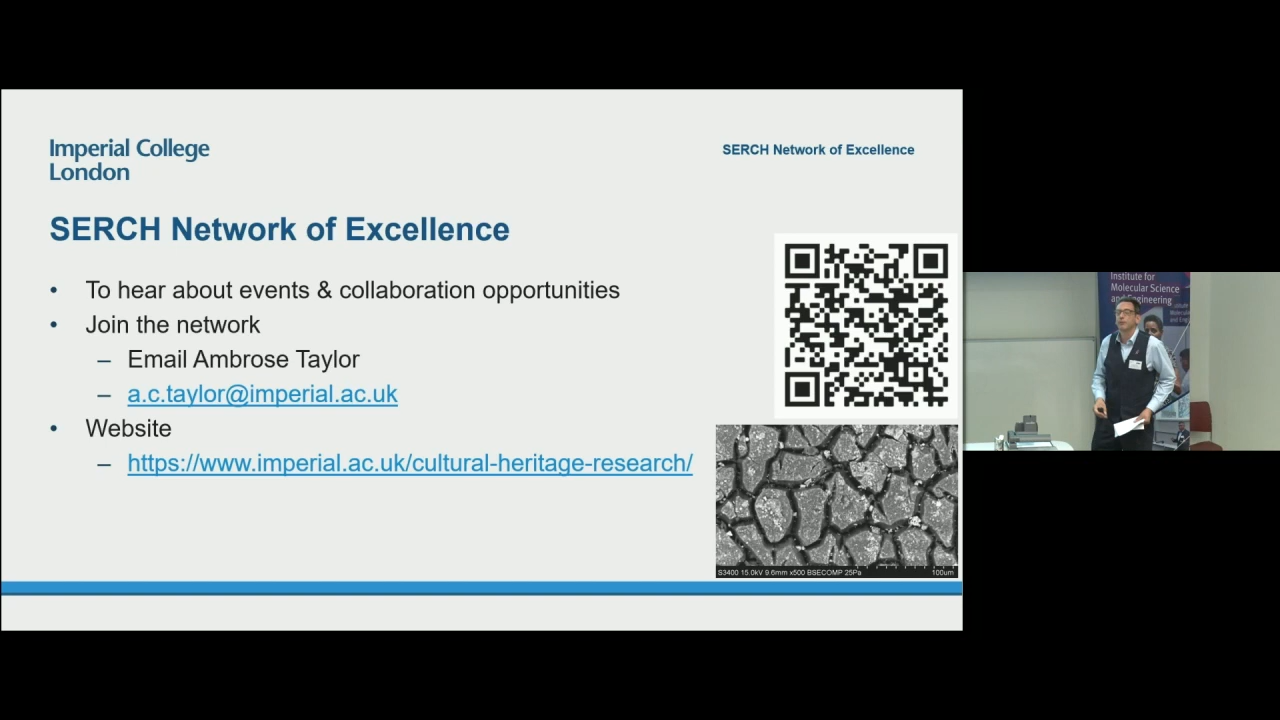 Imperial College
London
SERCH Network of Excellence
SERCH Network of Excellence
• To hear about events & collaboration opportunities
• Join the network
– Email Ambrose Taylor
– a.c.taylor@imperial.ac.uk
• Website
– https://www.imperial.ac.uk/cultural-heritage-research/
S3400 15.0kV 9.6mm x500 BSECOMP 25Pa
100um
Institute for
Molecular Science
and Engineering